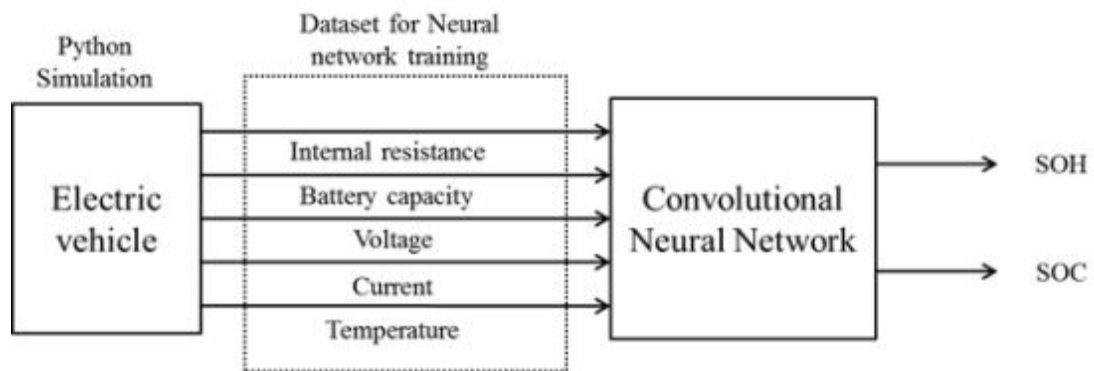 Python
Simulation
Dataset for Neural
network training
Electric
vehicle
Internal resistance
Battery capacity
Voltage
Current
Temperature
Convolutional
Neural Network
SOH
SOC